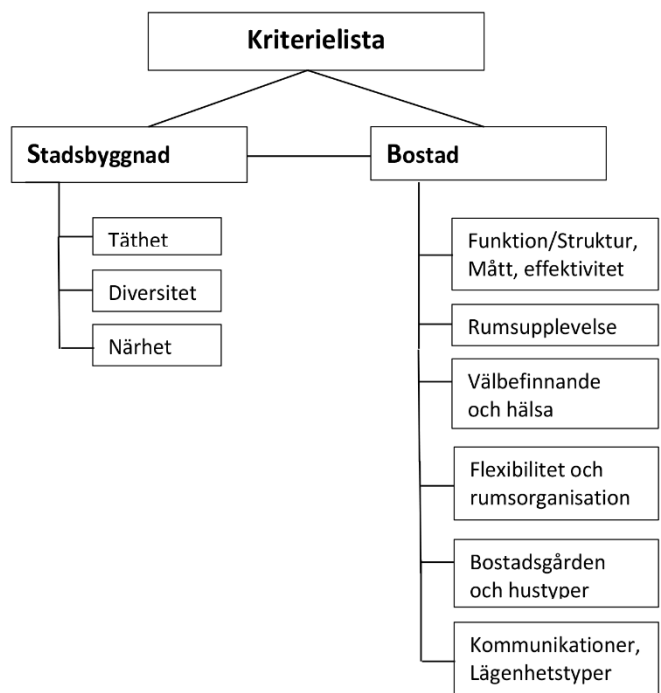 Kriterielista
Stadsbyggnad
Bostad
Täthet
Diversitet
Närhet
Funktion/Struktur,
Mått, effektivitet
Rumsupplevelse
Välbefinnande
och hälsa
Flexibilitet och
rumsorganisation
Bostadsgården
och hustyper
Kommunikationer,
Lägenhetstyper